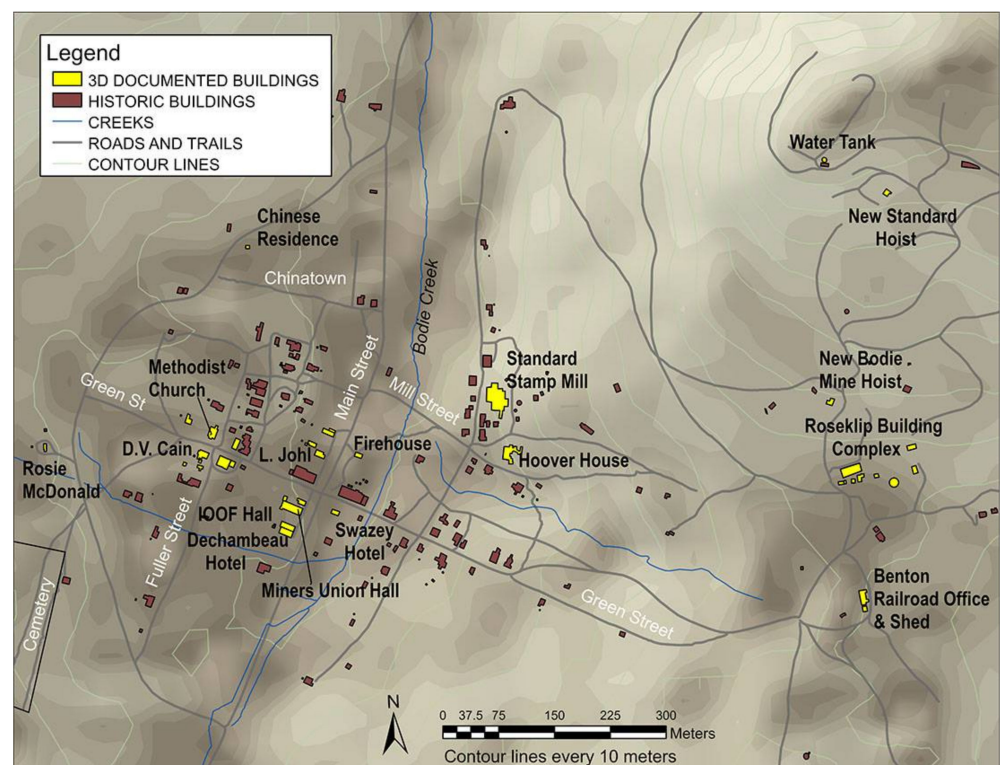 Legend
3D DOCUMENTED BUILDINGS
HISTORIC BUILDINGS
CREEKS
ROADS AND TRAILS
CONTOUR LINES
Water Tank
New Standard
Hoist
Chinese
Residence
Chinatown
Bodie Creek
Main Street
Mill Street
Standard
Stamp Mill
New Bodie
Mine Hoist
Methodist
Church
Green St
D.V. Cain
L. Johl
Firehouse
Hoover House
Roseklip Building
Complex
Rosie
McDonald
Fuller Street
IOOF Hall
Dechambeau
Hotel
Swazey
Hotel
Miners Union Hall
Green Street
Benton
Railroad Office
& Shed
Cemetery
N
0 37.5 75 150 225 300
Meters
Contour lines every 10 meters